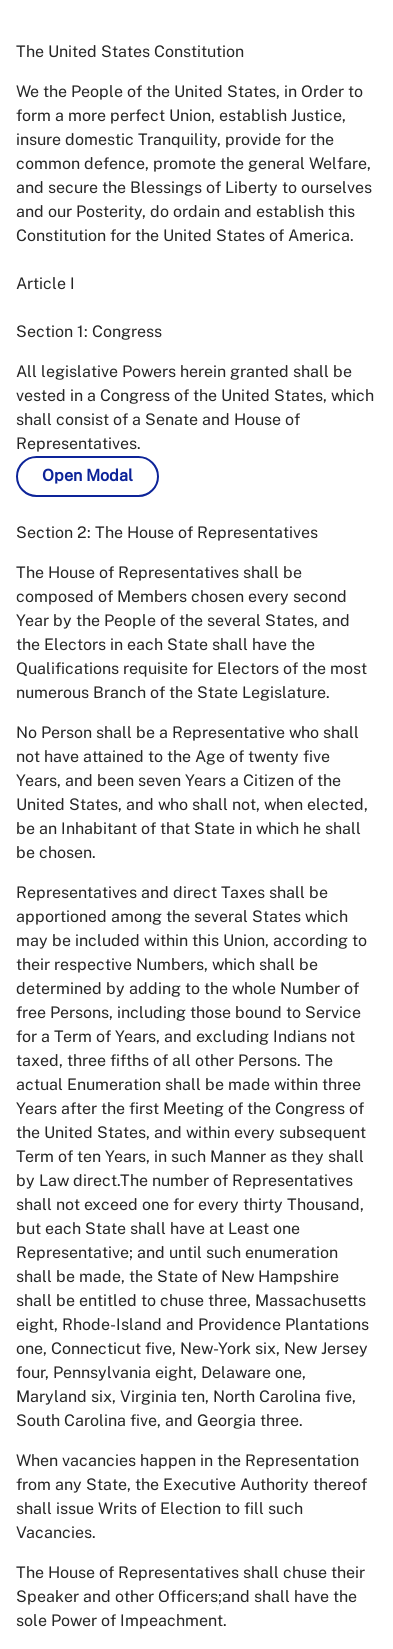 The United States Constitution
We the People of the United States, in Order to
form a more perfect Union, establish Justice,
insure domestic Tranquility, provide for the
common defence, promote the general Welfare,
and secure the Blessings of Liberty to ourselves
and our Posterity, do ordain and establish this
Constitution for the United States of America.
Article I
Section 1: Congress
All legislative Powers herein granted shall be
vested in a Congress of the United States, which
shall consist of a Senate and House of
Representatives.
Open Modal
Section 2: The House of Representatives
The House of Representatives shall be
composed of Members chosen every second
Year by the People of the several States, and
the Electors in each State shall have the
Qualifications requisite for Electors of the most
numerous Branch of the State Legislature.
No Person shall be a Representative who shall
not have attained to the Age of twenty five
Years, and been seven Years a Citizen of the
United States, and who shall not, when elected,
be an Inhabitant of that State in which he shall
be chosen.
Representatives and direct Taxes shall be
apportioned among the several States which
may be included within this Union, according to
their respective Numbers, which shall be
determined by adding to the whole Number of
free Persons, including those bound to Service
for a Term of Years, and excluding Indians not
taxed, three fifths of all other Persons. The
actual Enumeration shall be made within three
Years after the first Meeting of the Congress of
the United States, and within every subsequent
Term of ten Years, in such Manner as they shall
by Law direct.The number of Representatives
shall not exceed one for every thirty Thousand,
but each State shall have at Least one
Representative; and until such enumeration
shall be made, the State of New Hampshire
shall be entitled to chuse three, Massachusetts
eight, Rhode-Island and Providence Plantations
one, Connecticut five, New-York six, New Jersey
four, Pennsylvania eight, Delaware one,
Maryland six, Virginia ten, North Carolina five,
South Carolina five, and Georgia three.
When vacancies happen in the Representation
from any State, the Executive Authority thereof
shall issue Writs of Election to fill such
Vacancies.
The House of Representatives shall chuse their
Speaker and other Officers;and shall have the
sole Power of Impeachment.